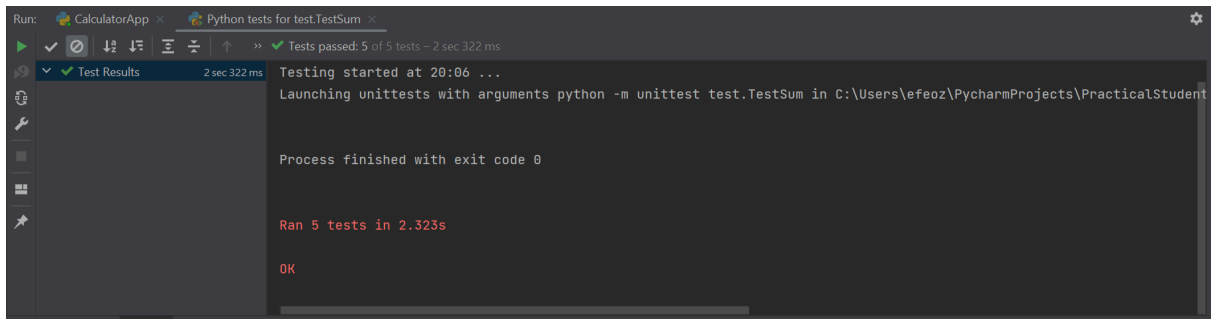 Run: CalculatorApp Python tests for test.TestSum
Tests passed: 5 of 5 tests – 2 sec 322 ms
Test Results 2 sec 322 ms
Testing started at 20:06 ...
Launching unittests with arguments python -m unittest test.TestSum in C:\Users\efeoz\PycharmProjects\PracticalStudent
Process finished with exit code 0
Ran 5 tests in 2.323s
OK